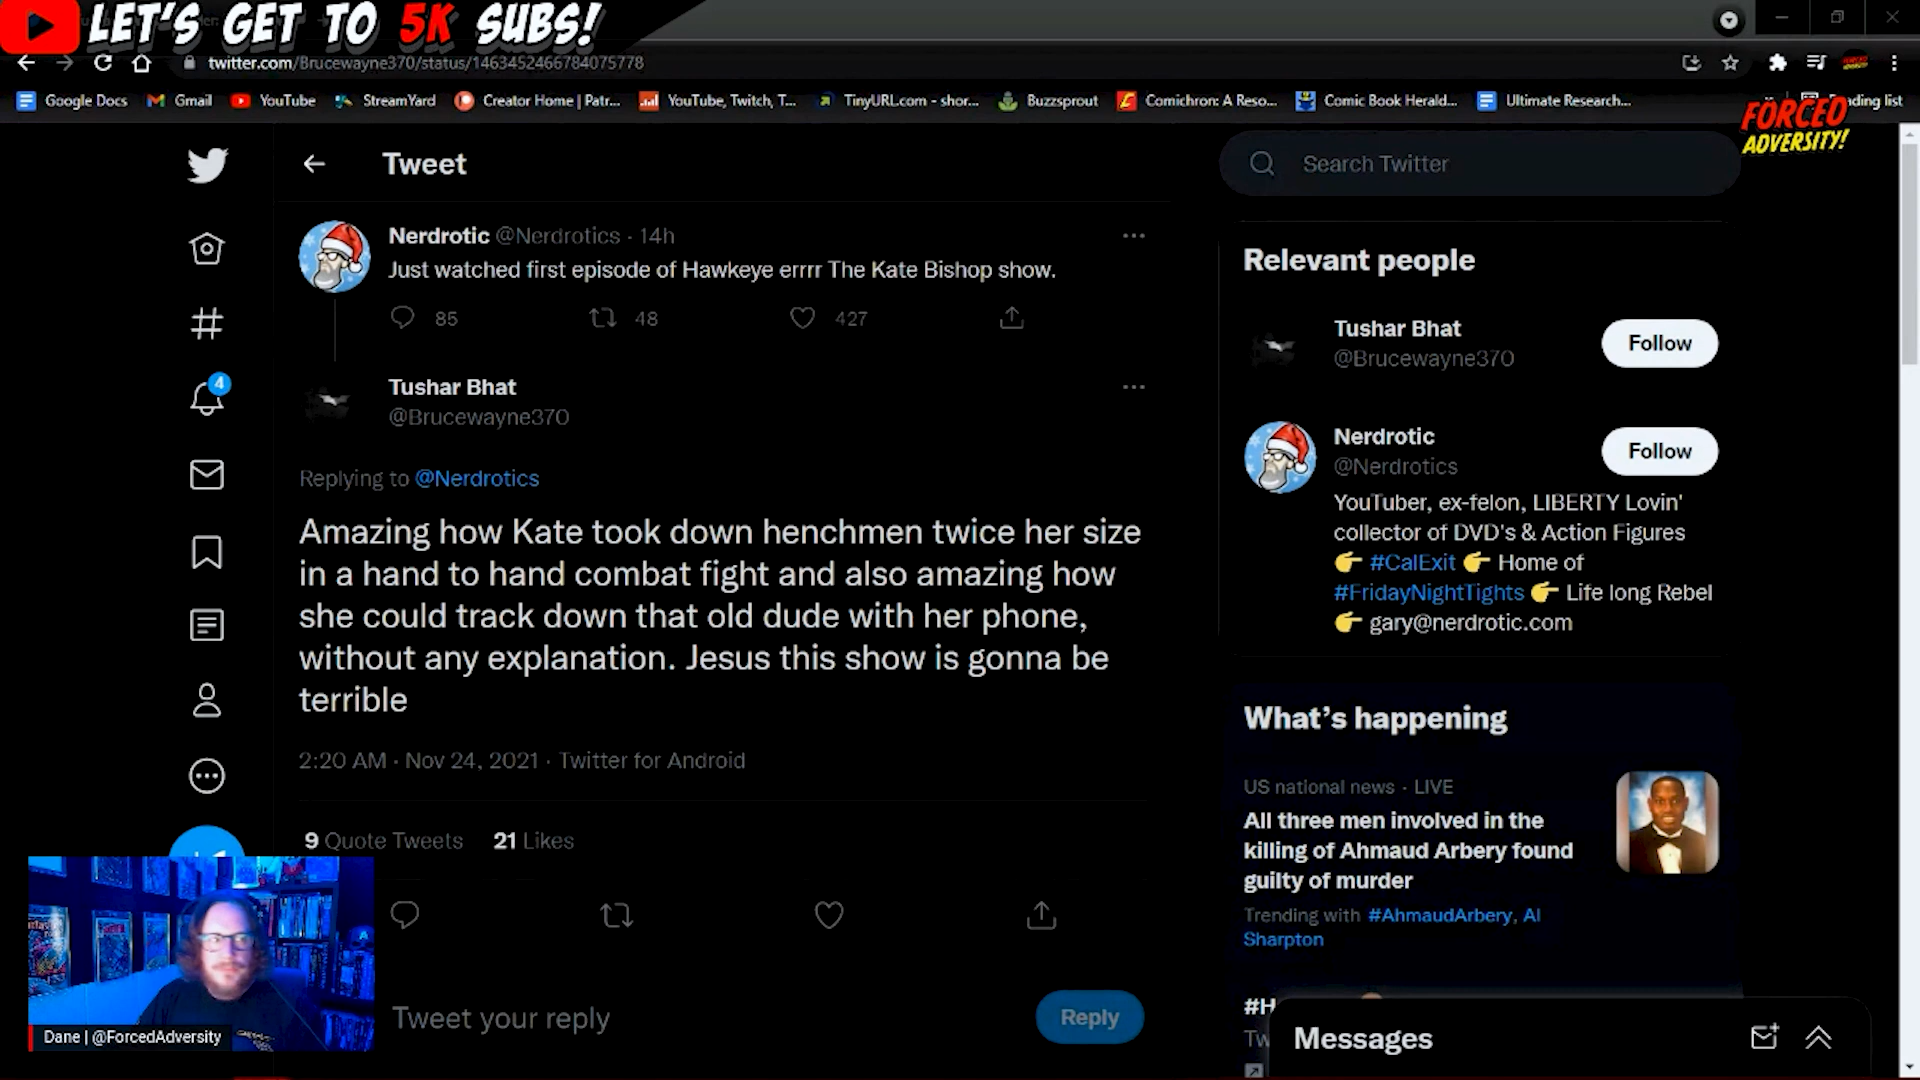 LET'S GET TO 5K SUBS!
twitter.com/Brucewayne370/status/1463452466784075778
Google Docs Gmail YouTube StreamYard Creator Home | Patr... YouTube, Twitch, T... TinyURL.com - shor... Buzzsprout Comichron: A Reso... Comic Book Herald... Ultimate Research... ading list
FORCED
ADVERSITY!
Tweet
Search Twitter
Nerdrotic @Nerdrotics · 14h
Just watched first episode of Hawkeye errrr The Kate Bishop show.
85 48 427
4
Tushar Bhat
@Brucewayne370
Replying to @Nerdrotics
Amazing how Kate took down henchmen twice her size
in a hand to hand combat fight and also amazing how
she could track down that old dude with her phone,
without any explanation. Jesus this show is gonna be
terrible
2:20 AM · Nov 24, 2021 · Twitter for Android
9 Quote Tweets 21 Likes
Tweet your reply
Reply
Dane | @ForcedAdversity
Relevant people
Tushar Bhat
@Brucewayne370
Follow
Nerdrotic
@Nerdrotics
Follow
YouTuber, ex-felon, LIBERTY Lovin'
collector of DVD's & Action Figures
👉 #CalExit 👉 Home of
#FridayNightTights 👉 Life long Rebel
👉 gary@nerdrotic.com
What's happening
US national news · LIVE
All three men involved in the
killing of Ahmaud Arbery found
guilty of murder
Trending with #AhmaudArbery, Al
Sharpton
#H
Tw
Messages